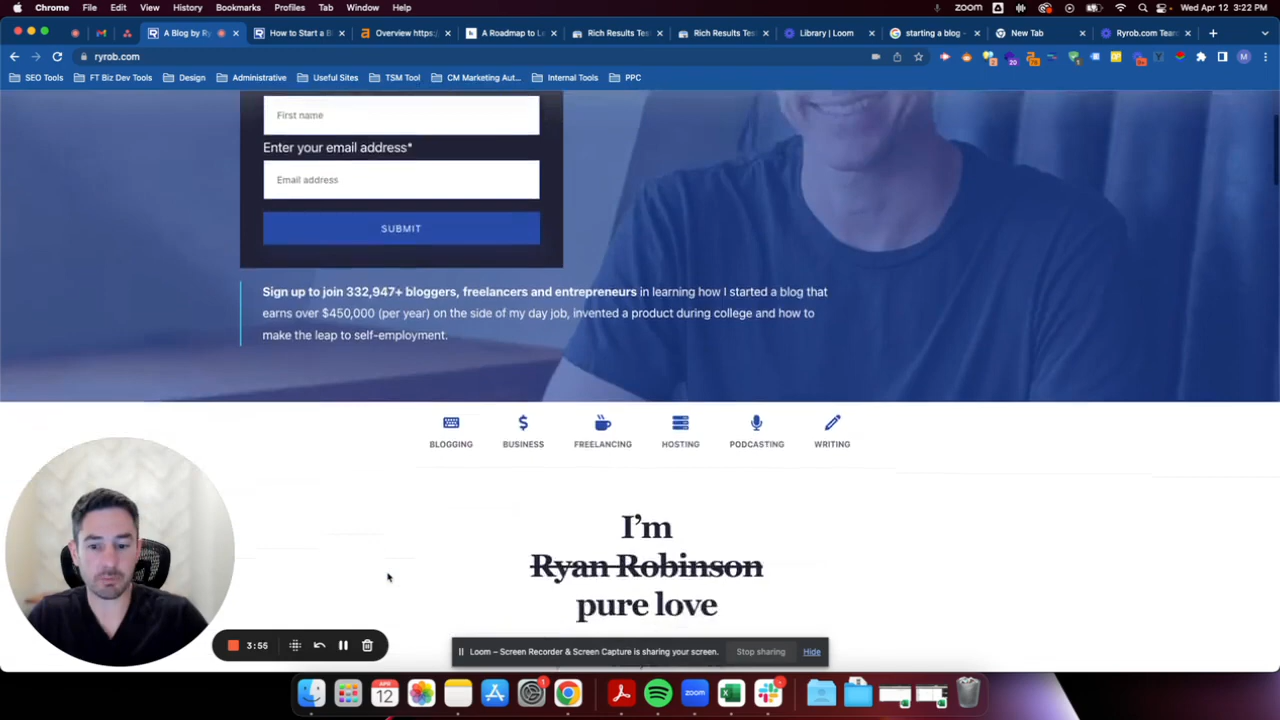 Chrome File Edit View History Bookmarks Profiles Tab Window Help zoom Wed Apr 12 3:22 PM
A Blog by Ry How to Start a B Overview https: A Roadmap to Le Rich Results Tes Rich Results Tes Library | Loom starting a blog - New Tab Ryrob.com Team
ryrob.com
SEO Tools FT Biz Dev Tools Design Administrative Useful Sites TSM Tool CM Marketing Aut... Internal Tools PPC
First name
Enter your email address*
Email address
SUBMIT
Sign up to join 332,947+ bloggers, freelancers and entrepreneurs in learning how I started a blog that
earns over $450,000 (per year) on the side of my day job, invented a product during college and how to
make the leap to self-employment.
BLOGGING BUSINESS FREELANCING HOSTING PODCASTING WRITING
I'm
Ryan Robinson
pure love
3:56
Loom – Screen Recorder & Screen Capture is sharing your screen. Stop sharing Hide
APR
12
zoom